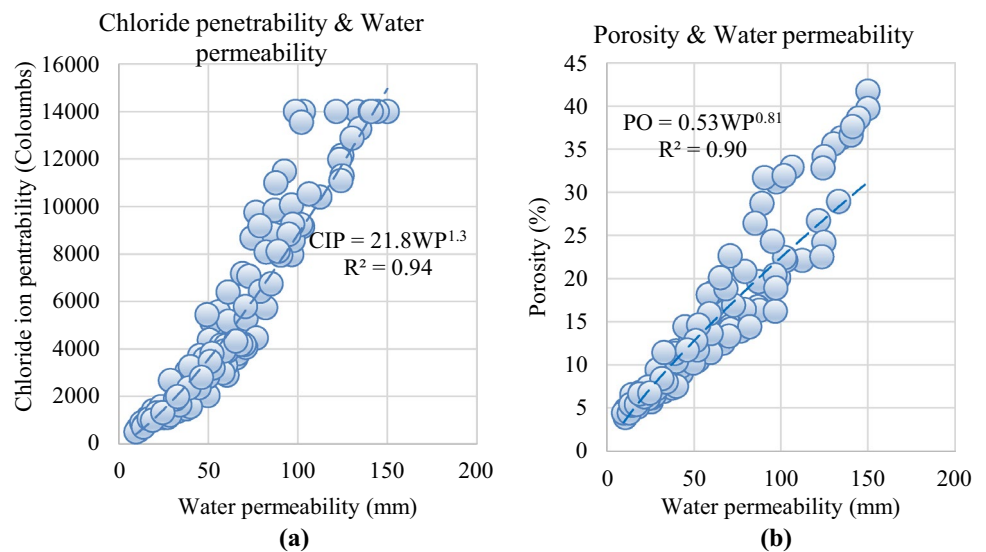 Chloride penetrability & Water
permeability
16000
14000
12000
10000
8000
6000
4000
2000
0
Chloride ion pentrability (Coloumbs)
CIP = 21.8WP^1.3
R² = 0.94
0 50 100 150 200
Water permeability (mm)
(a)
Porosity & Water permeability
45
40
35
30
25
20
15
10
5
0
Porosity (%)
PO = 0.53WP^0.81
R² = 0.90
0 50 100 150 200
Water permeability (mm)
(b)